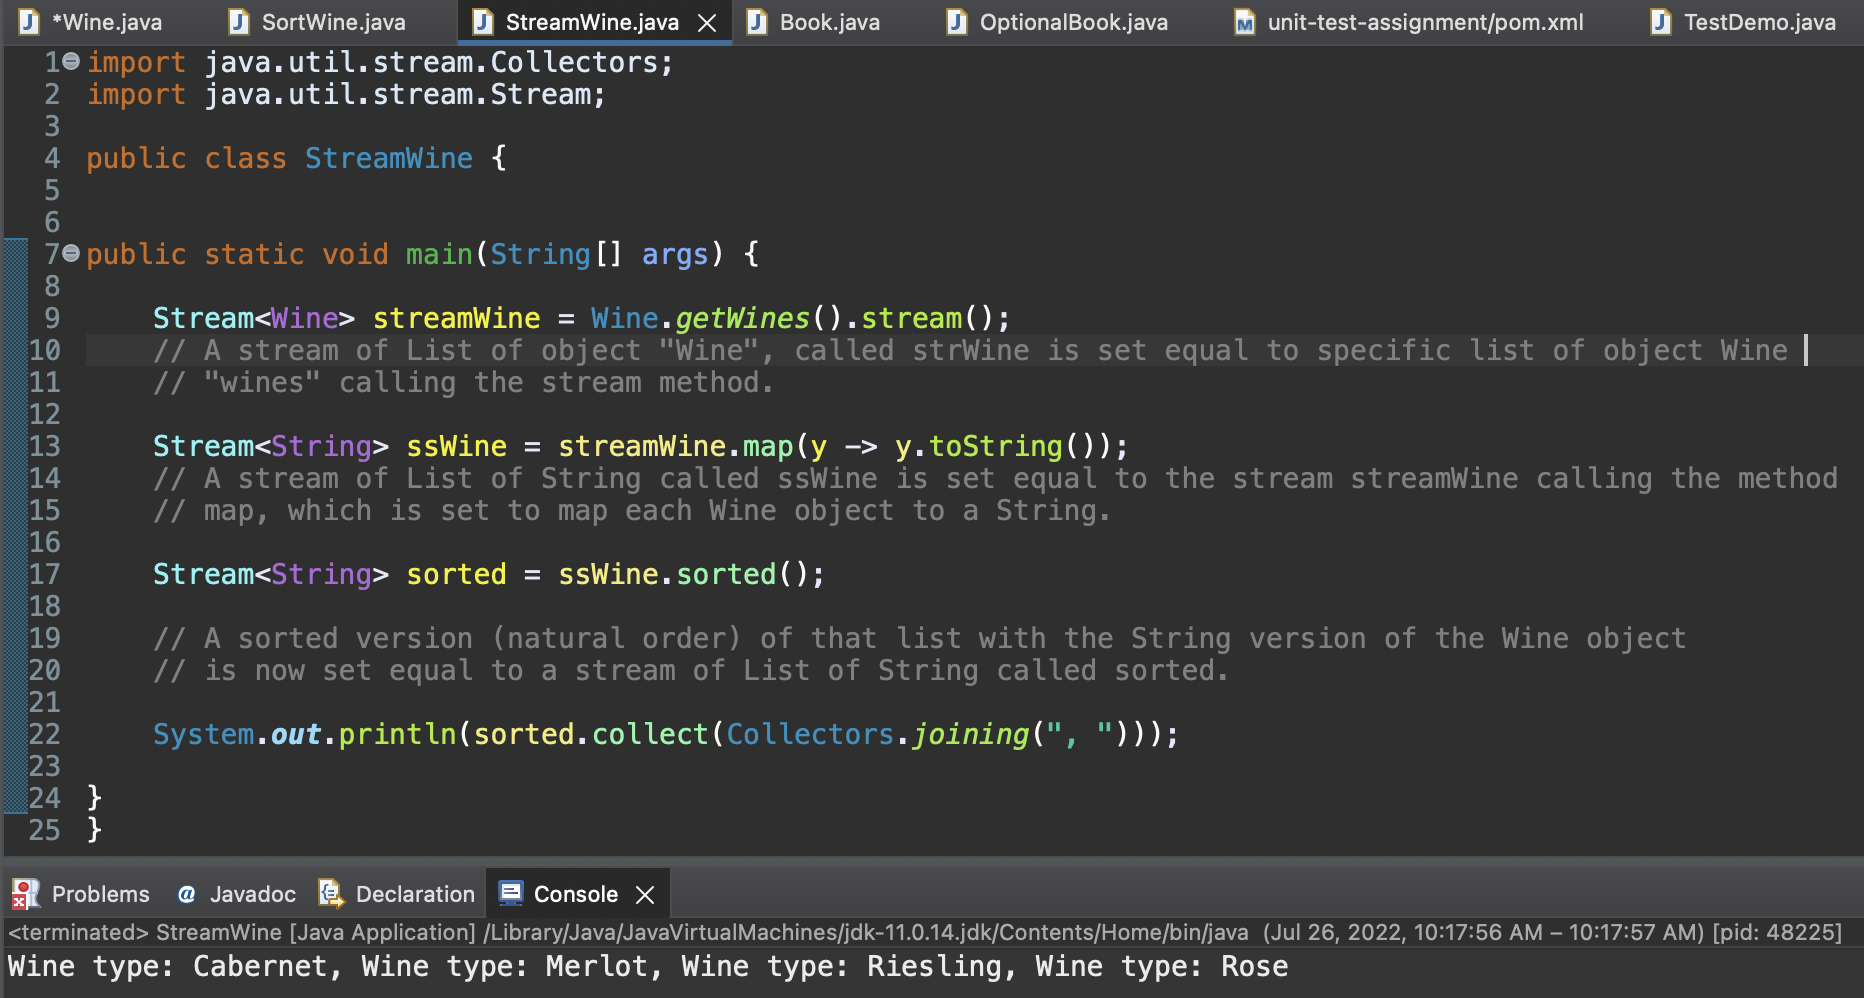 *Wine.java SortWine.java StreamWine.java Book.java OptionalBook.java unit-test-assignment/pom.xml TestDemo.java
1 import java.util.stream.Collectors;
2 import java.util.stream.Stream;
3
4 public class StreamWine {
5
6
7 public static void main(String[] args) {
8
9     Stream<Wine> streamWine = Wine.getWines().stream();
10     // A stream of List of object "Wine", called strWine is set equal to specific list of object Wine
11     // "wines" calling the stream method.
12
13     Stream<String> ssWine = streamWine.map(y -> y.toString());
14     // A stream of List of String called ssWine is set equal to the stream streamWine calling the method
15     // map, which is set to map each Wine object to a String.
16
17     Stream<String> sorted = ssWine.sorted();
18
19     // A sorted version (natural order) of that list with the String version of the Wine object
20     // is now set equal to a stream of List of String called sorted.
21
22     System.out.println(sorted.collect(Collectors.joining(", ")));
23
24 }
25 }
Problems @ Javadoc Declaration Console
<terminated> StreamWine [Java Application] /Library/Java/JavaVirtualMachines/jdk-11.0.14.jdk/Contents/Home/bin/java (Jul 26, 2022, 10:17:56 AM – 10:17:57 AM) [pid: 48225]
Wine type: Cabernet, Wine type: Merlot, Wine type: Riesling, Wine type: Rose